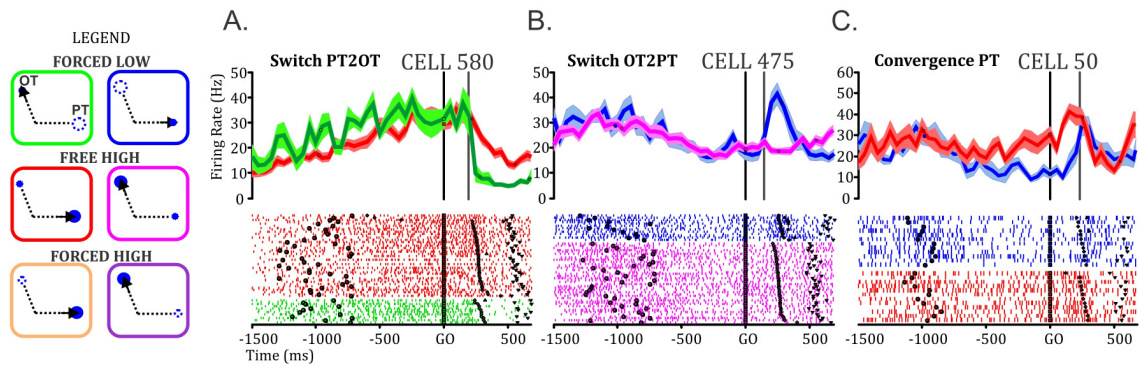 LEGEND
FORCED LOW
OT
PT
FREE HIGH
FORCED HIGH
A.
Switch PT2OT
CELL 580
Firing Rate (Hz)
50
40
30
20
10
0
-1500
-1000
-500
GO
500
Time (ms)
B.
Switch OT2PT
CELL 475
50
40
30
20
10
0
-1500
-1000
-500
GO
500
C.
Convergence PT
CELL 50
60
50
40
30
20
10
0
-1500
-1000
-500
GO
500